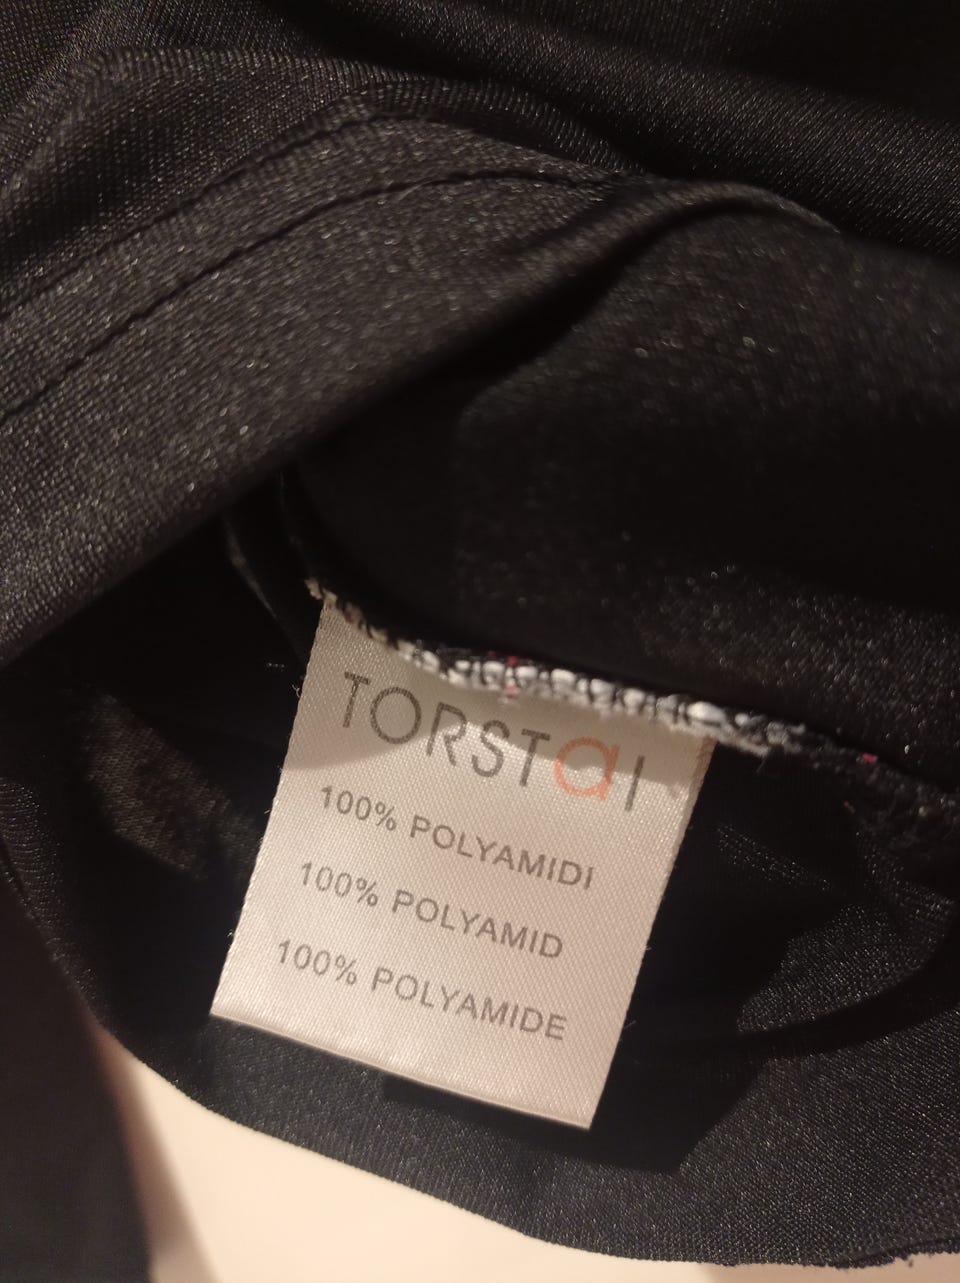 TORSTaI
100% POLYAMIDI
100% POLYAMID
100% POLYAMIDE